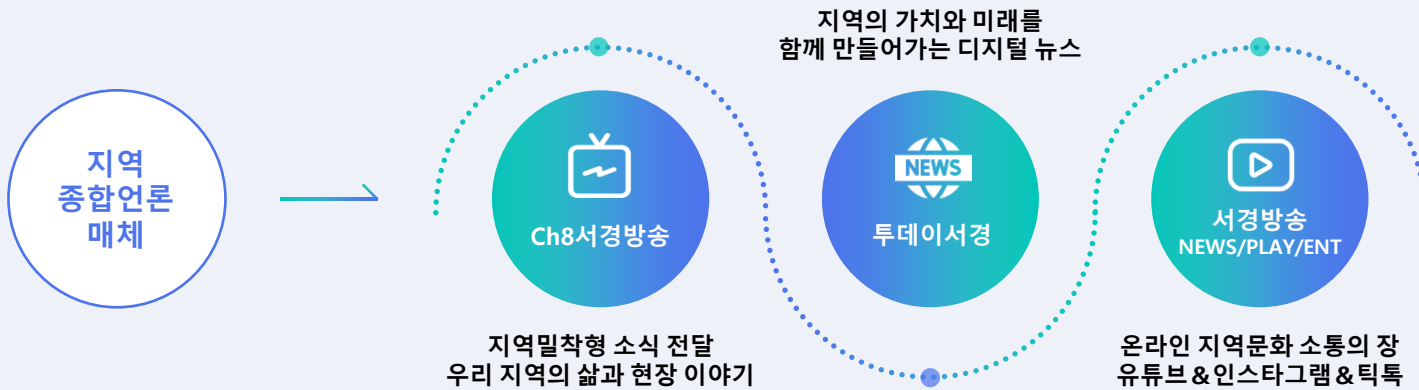 지역
종합언론
매체
Ch8서경방송
지역밀착형 소식 전달
우리 지역의 삶과 현장 이야기
지역의 가치와 미래를
함께 만들어가는 디지털 뉴스
NEWS
투데이서경
서경방송
NEWS/PLAY/ENT
온라인 지역문화 소통의 장
유튜브&인스타그램&틱톡